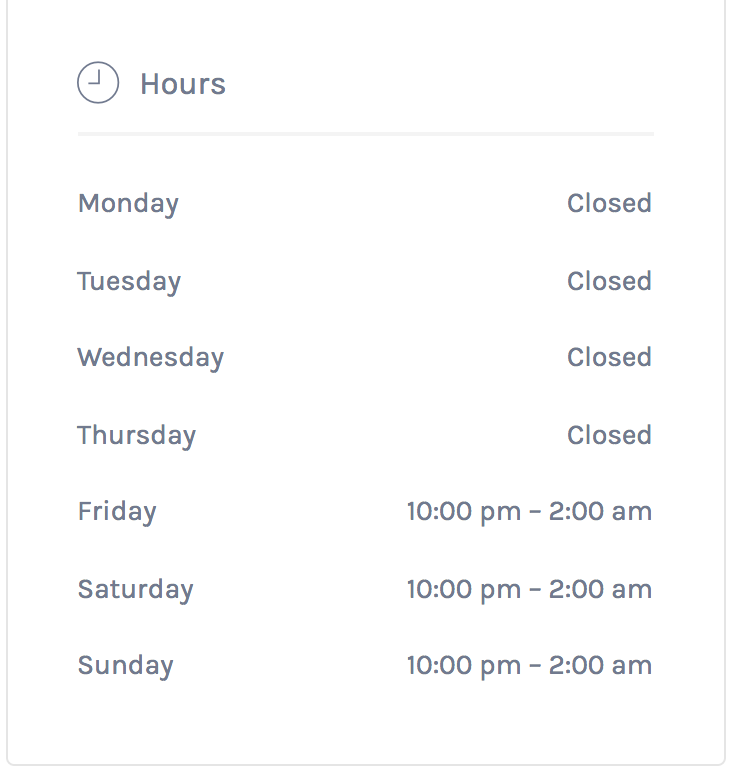 Hours
Monday Closed
Tuesday Closed
Wednesday Closed
Thursday Closed
Friday 10:00 pm – 2:00 am
Saturday 10:00 pm – 2:00 am
Sunday 10:00 pm – 2:00 am